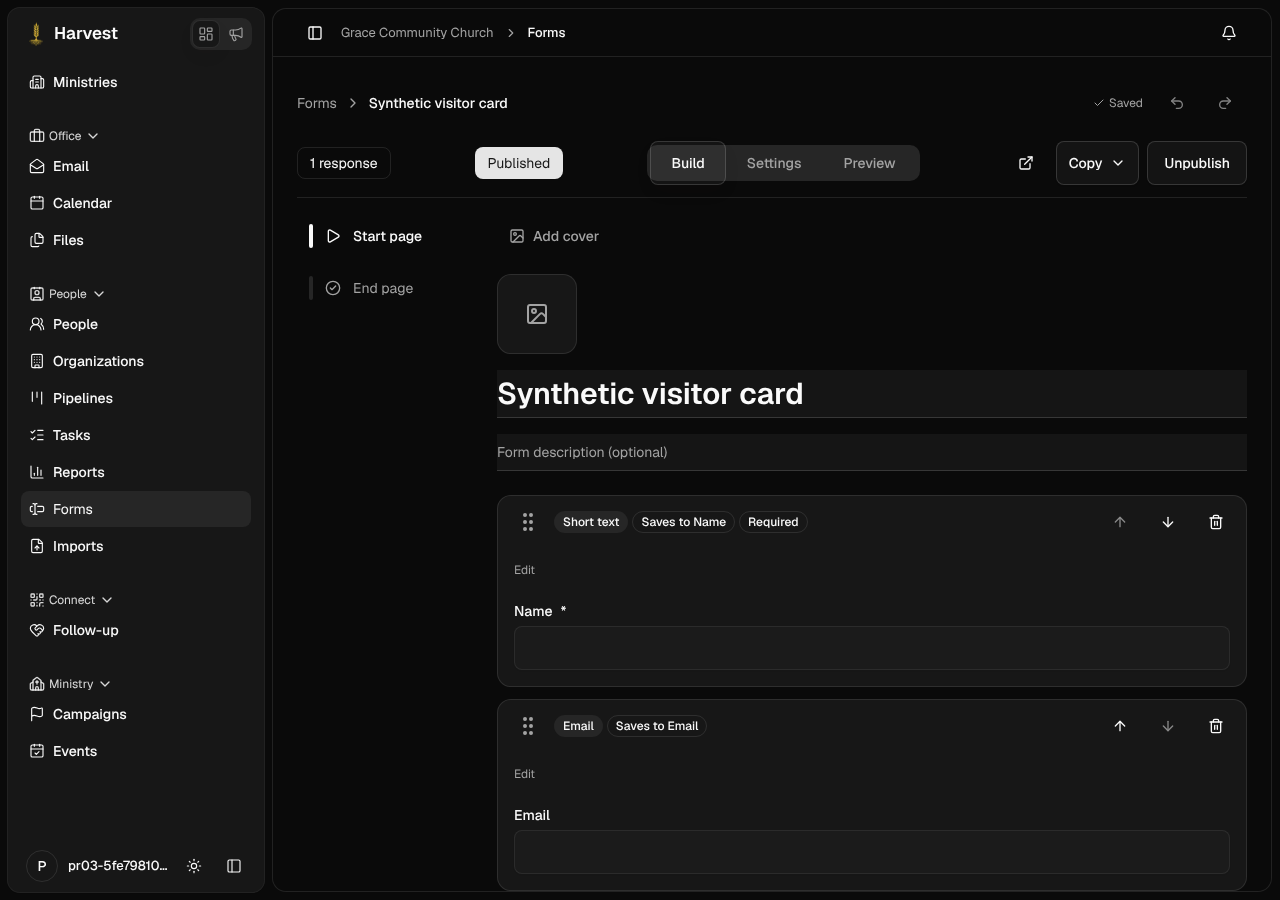 Harvest
Ministries
Office
Email
Calendar
Files
People
People
Organizations
Pipelines
Tasks
Reports
Forms
Imports
Connect
Follow-up
Ministry
Campaigns
Events
P pr03-5fe79810...
Grace Community Church > Forms
Forms > Synthetic visitor card
Saved
1 response
Published
Build
Settings
Preview
Copy
Unpublish
Start page
End page
Add cover
Synthetic visitor card
Form description (optional)
Short text
Saves to Name
Required
Edit
Name *
Email
Saves to Email
Edit
Email